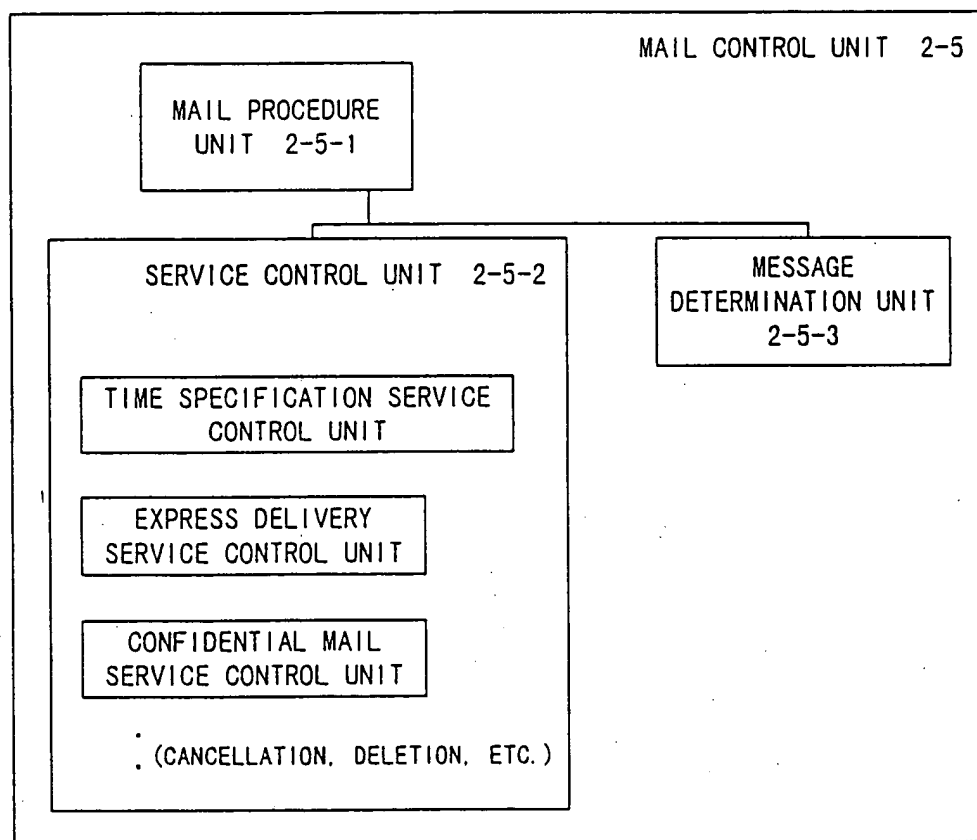 MAIL CONTROL UNIT 2-5
MAIL PROCEDURE
UNIT 2-5-1
SERVICE CONTROL UNIT 2-5-2
MESSAGE
DETERMINATION UNIT
2-5-3
TIME SPECIFICATION SERVICE
CONTROL UNIT
EXPRESS DELIVERY
SERVICE CONTROL UNIT
CONFIDENTIAL MAIL
SERVICE CONTROL UNIT
: (CANCELLATION, DELETION, ETC.)